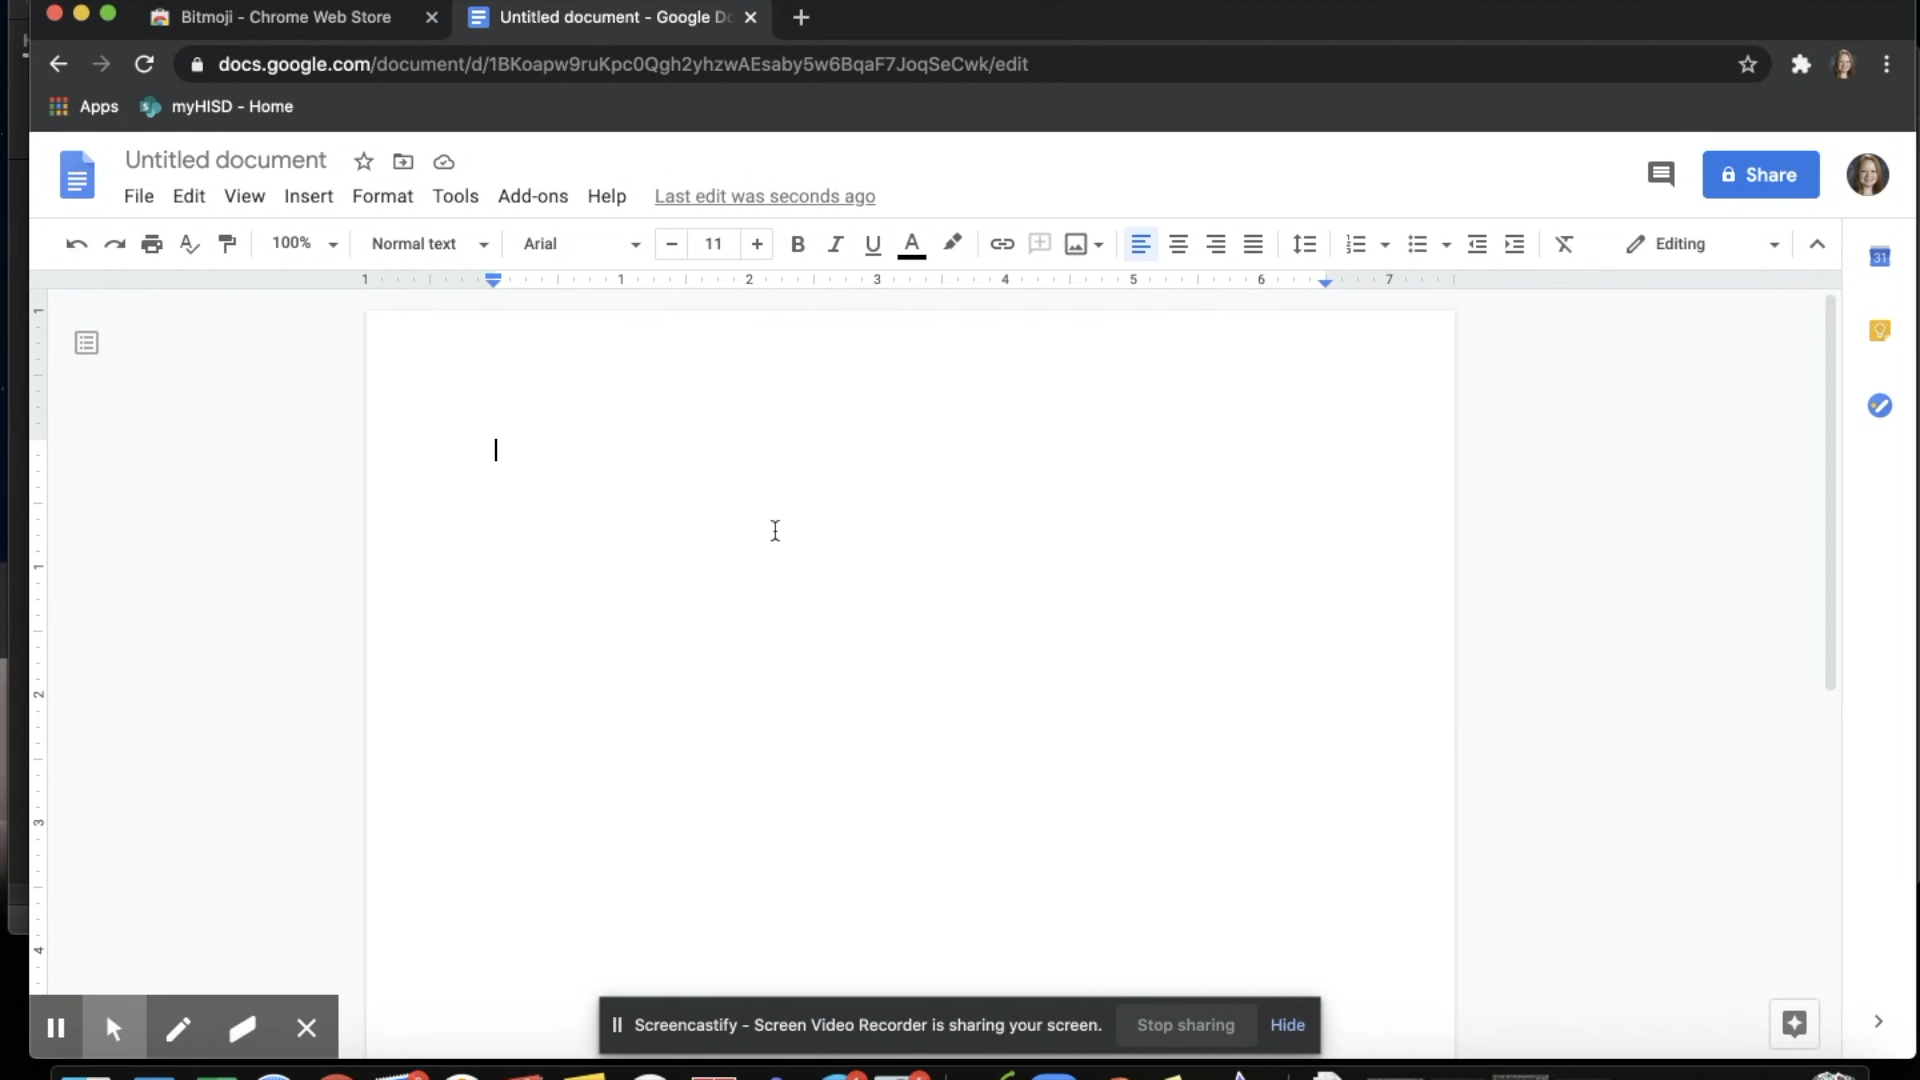 Bitmoji - Chrome Web Store
Untitled document - Google Do
docs.google.com/document/d/1BKoapw9ruKpc0Qgh2yhzwAEsaby5w6BqaF7JoqSeCwk/edit
Apps myHISD - Home
Untitled document
File Edit View Insert Format Tools Add-ons Help Last edit was seconds ago
Share
100% Normal text Arial 11 B I U A Editing
1 1 2 3 4 5 6 7
31
1
1
2
3
4
Screencastify - Screen Video Recorder is sharing your screen. Stop sharing Hide